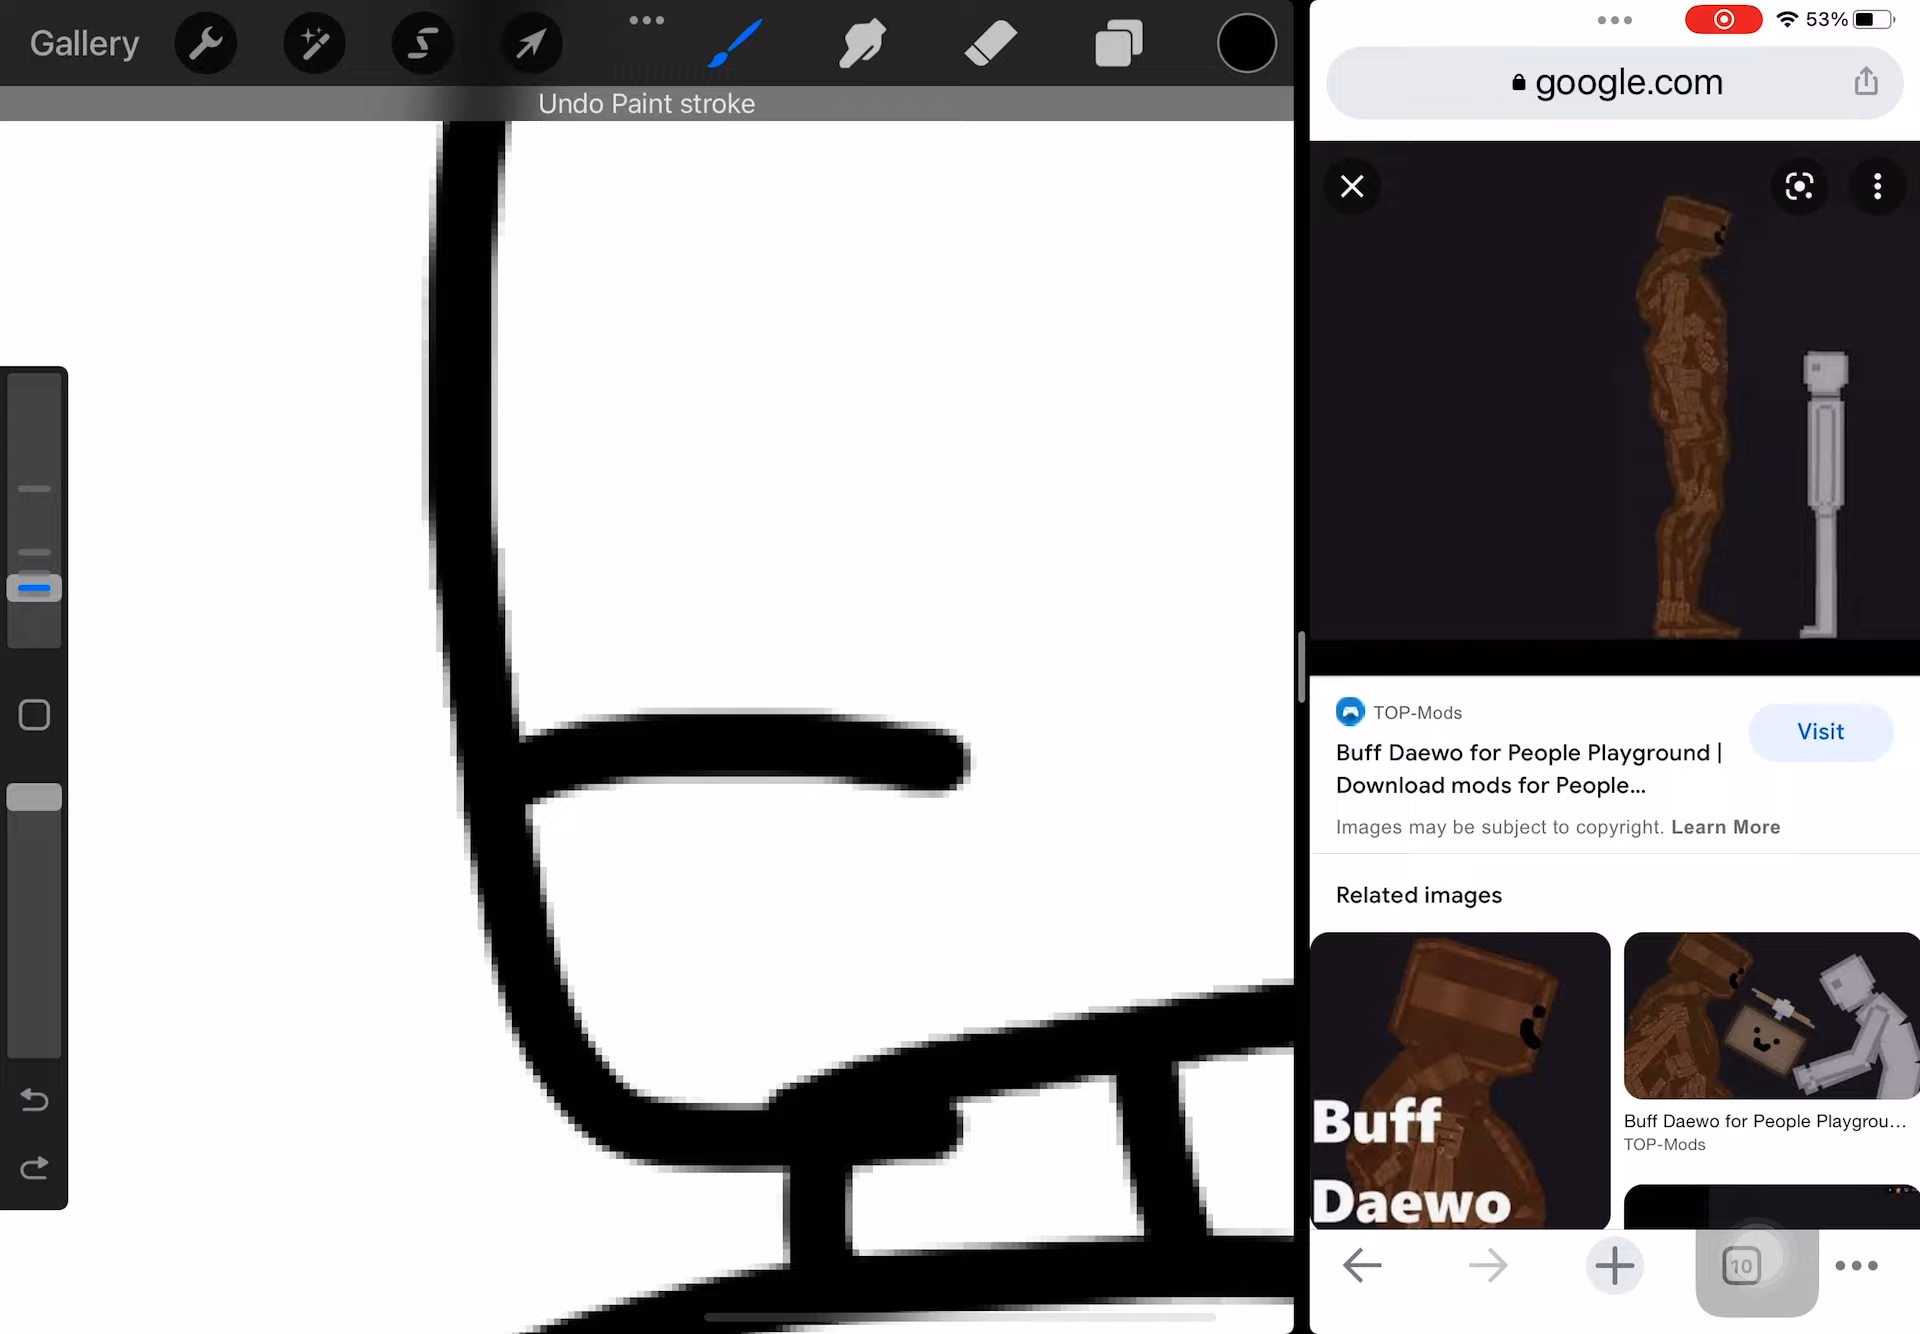 Gallery
Undo Paint stroke
53%
google.com
TOP-Mods
Visit
Buff Daewo for People Playground |
Download mods for People...
Images may be subject to copyright. Learn More
Related images
Buff
Daewo
Buff Daewo for People Playgrou...
TOP-Mods
10